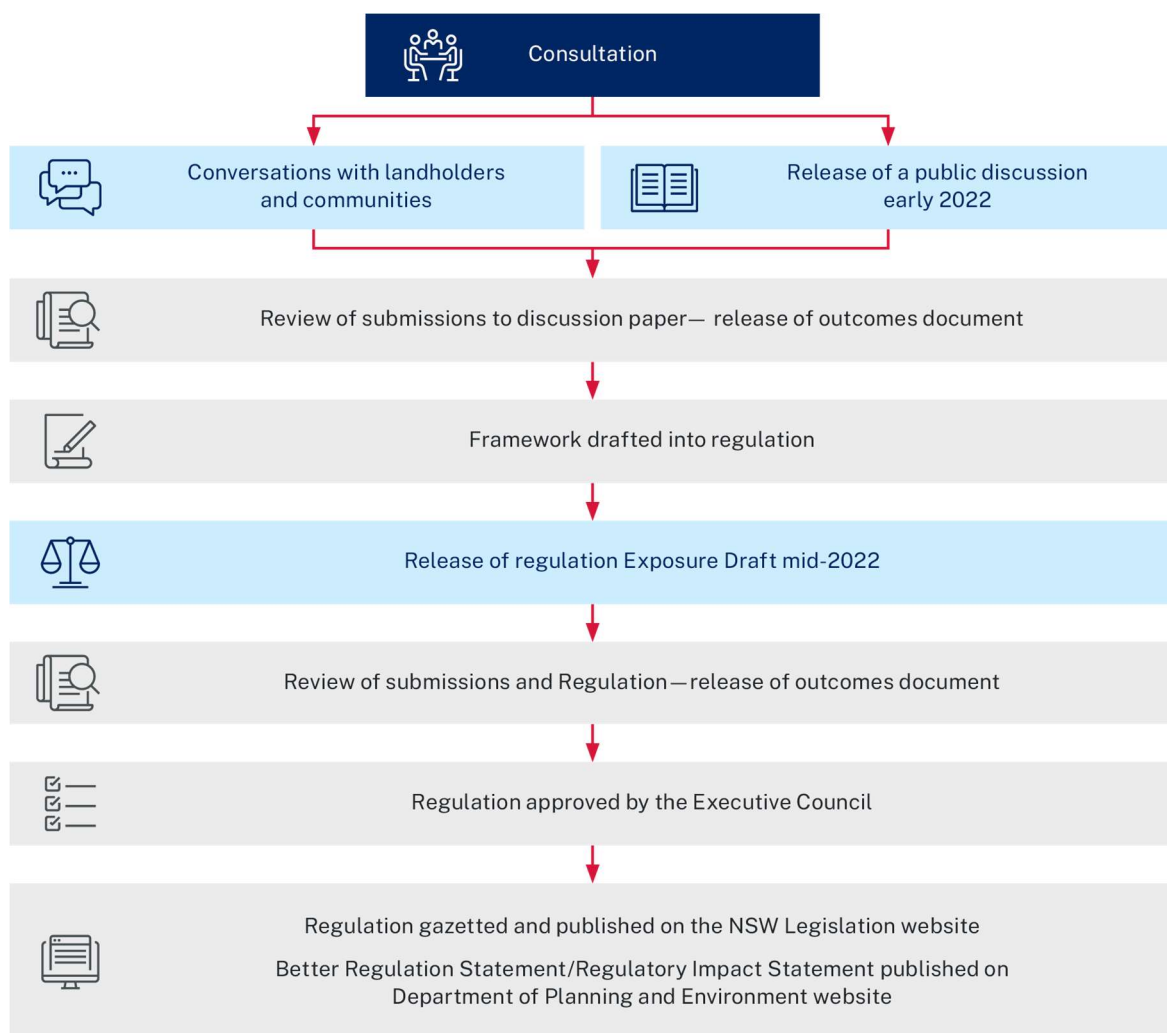 Consultation
Conversations with landholders
and communities
Release of a public discussion
early 2022
Review of submissions to discussion paper— release of outcomes document
Framework drafted into regulation
Release of regulation Exposure Draft mid-2022
Review of submissions and Regulation—release of outcomes document
Regulation approved by the Executive Council
Regulation gazetted and published on the NSW Legislation website
Better Regulation Statement/Regulatory Impact Statement published on
Department of Planning and Environment website